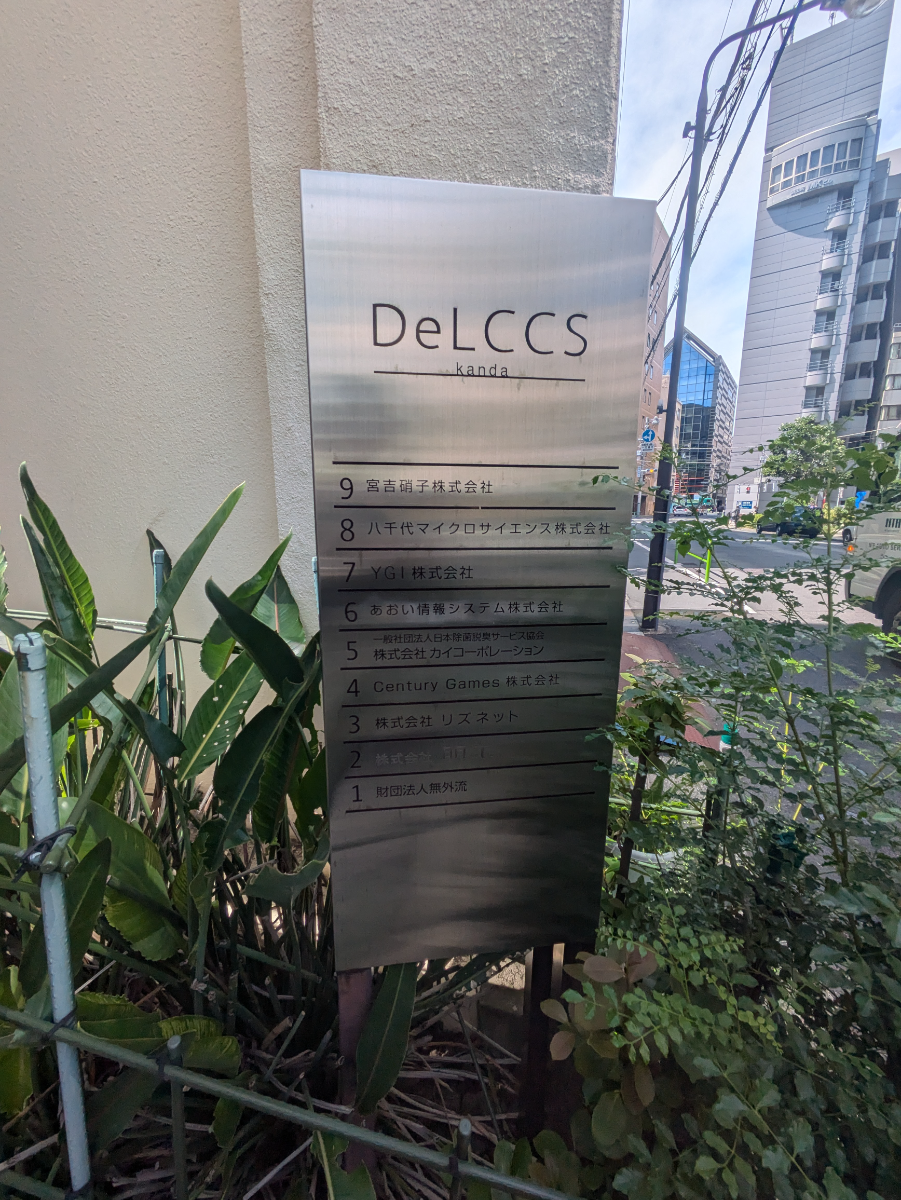 DeLCCS
kanda
9 宮吉硝子株式会社
8 八千代マイクロサイエンス株式会社
7 YGI 株式会社
6 あおい情報システム株式会社
5 一般社団法人日本除菌脱臭サービス協会
株式会社 カイコーポレーション
4 Century Games 株式会社
3 株式会社 リズネット
2 株式会社
1 財団法人無外流